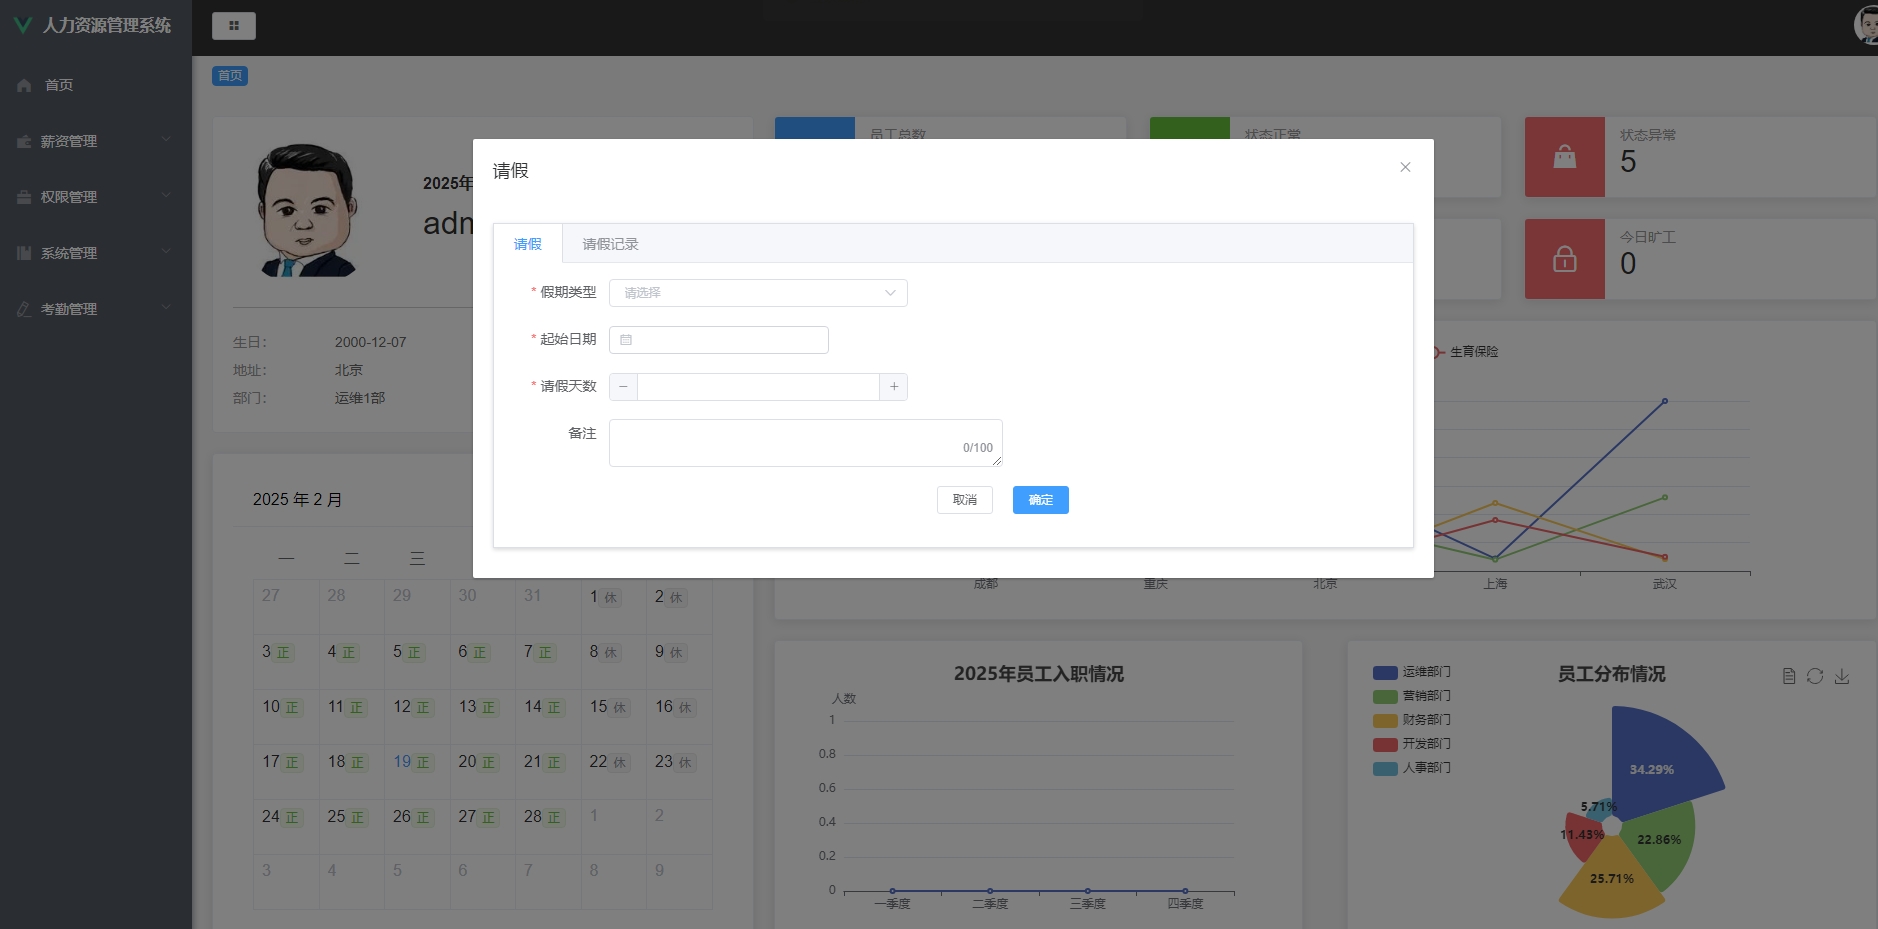 人力资源管理系统
首页
薪资管理
权限管理
系统管理
考勤管理
首页
2025年
生日：
2000-12-07
地址：
北京
部门：
运维1部
员工总数
状态正常
状态异常
5
今日旷工
0
请假
请假
请假记录
* 假期类型
请选择
* 起始日期
* 请假天数
− +
备注
0/100
取消
确定
生育保险
成都 重庆 北京 上海 武汉
2025 年 2 月
一 二 三
27 28 29 30 31 1 休 2 休
3 正 4 正 5 正 6 正 7 正 8 休 9 休
10 正 11 正 12 正 13 正 14 正 15 休 16 休
17 正 18 正 19 正 20 正 21 正 22 休 23 休
24 正 25 正 26 正 27 正 28 正 1 2
3 4 5 6 7 8 9
2025年员工入职情况
人数
1
0.8
0.6
0.4
0.2
0
一季度 二季度 三季度 四季度
员工分布情况
运维部门
营销部门
财务部门
开发部门
人事部门
34.29%
5.71%
11.43%
22.86%
25.71%